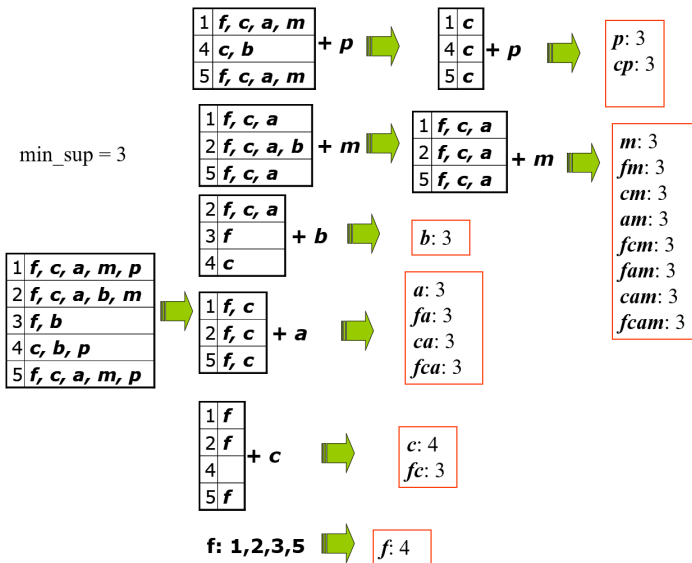 1 f, c, a, m
4 c, b
5 f, c, a, m
+ p
1 c
4 c
5 c
+ p
p: 3
cp: 3
min_sup = 3
1 f, c, a
2 f, c, a, b
5 f, c, a
+ m
1 f, c, a
2 f, c, a
5 f, c, a
+ m
m: 3
fm: 3
cm: 3
am: 3
fcm: 3
fam: 3
cam: 3
fcam: 3
2 f, c, a
3 f
4 c
+ b
b: 3
1 f, c, a, m, p
2 f, c, a, b, m
3 f, b
4 c, b, p
5 f, c, a, m, p
1 f, c
2 f, c
5 f, c
+ a
a: 3
fa: 3
ca: 3
fca: 3
1 f
2 f
4
5 f
+ c
c: 4
fc: 3
f: 1,2,3,5
f: 4